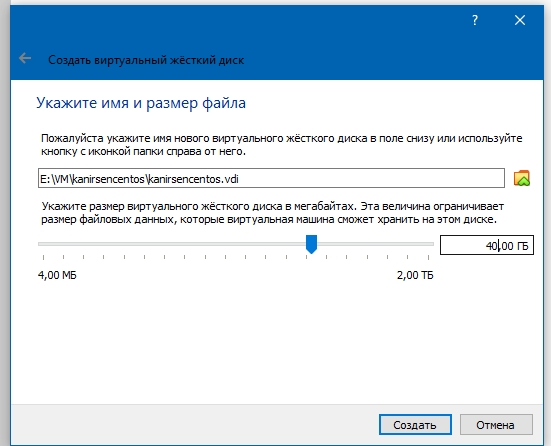 ?
Создать виртуальный жёсткий диск
Укажите имя и размер файла
Пожалуйста укажите имя нового виртуального жёсткого диска в поле снизу или используйте
кнопку с иконкой папки справа от него.
E:\VM\kanirsencentos\kanirsencentos.vdi
Укажите размер виртуального жёсткого диска в мегабайтах. Эта величина ограничивает
размер файловых данных, которые виртуальная машина сможет хранить на этом диске.
40,00 ГБ
4,00 МБ 2,00 ТБ
Создать Отмена